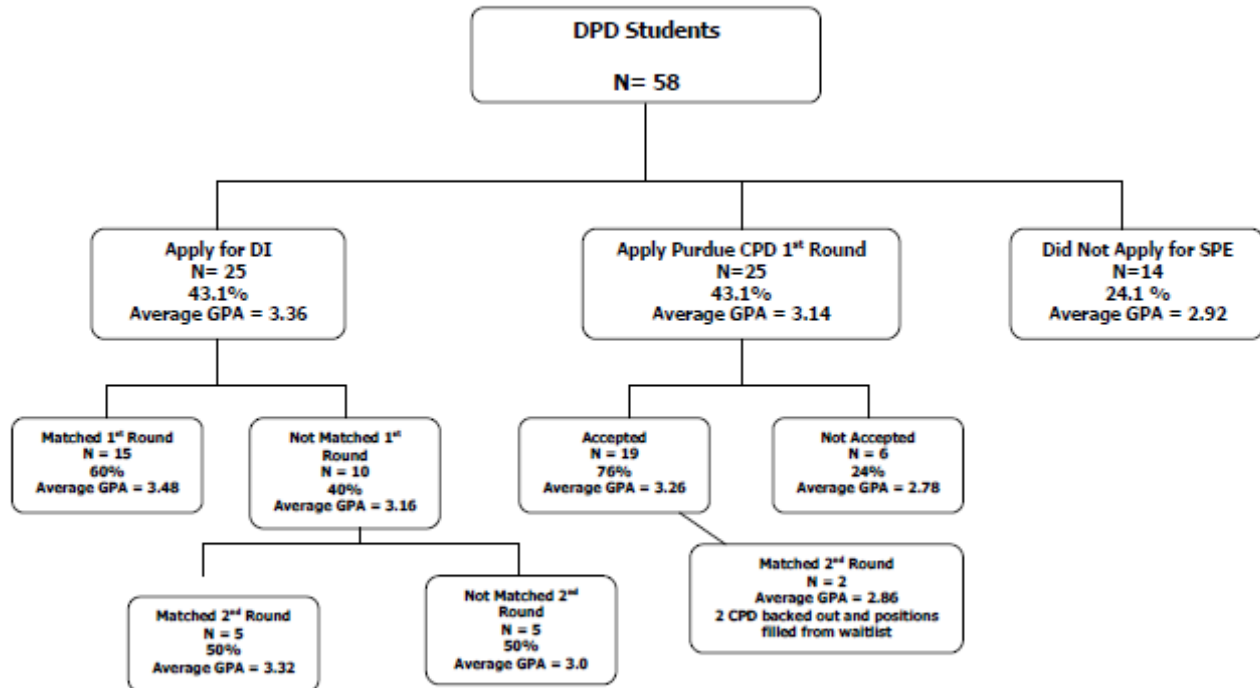 DPD Students
N= 58
Apply for DI
N= 25
43.1%
Average GPA = 3.36
Apply Purdue CPD 1st Round
N=25
43.1%
Average GPA = 3.14
Did Not Apply for SPE
N=14
24.1 %
Average GPA = 2.92
Matched 1st Round
N = 15
60%
Average GPA = 3.48
Not Matched 1st
Round
N = 10
40%
Average GPA = 3.16
Accepted
N = 19
76%
Average GPA = 3.26
Not Accepted
N = 6
24%
Average GPA = 2.78
Matched 2nd Round
N = 5
50%
Average GPA = 3.32
Not Matched 2nd
Round
N = 5
50%
Average GPA = 3.0
Matched 2nd Round
N = 2
Average GPA = 2.86
2 CPD backed out and positions
filled from waitlist